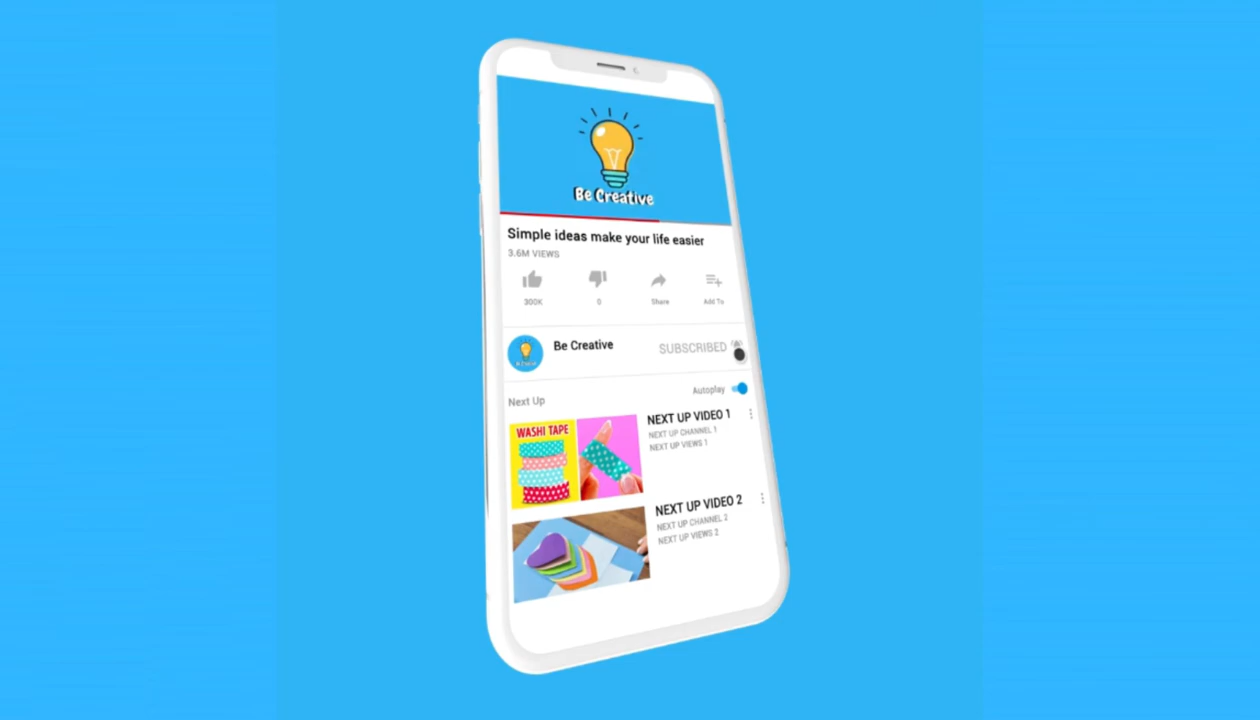 Be Creative
Simple ideas make your life easier
3.6M VIEWS
300K
0
Share
Add To
Be Creative
SUBSCRIBED
Next Up
Autoplay
WASHI TAPE
NEXT UP VIDEO 1
NEXT UP CHANNEL 1
NEXT UP VIEWS 1
NEXT UP VIDEO 2
NEXT UP CHANNEL 2
NEXT UP VIEWS 2